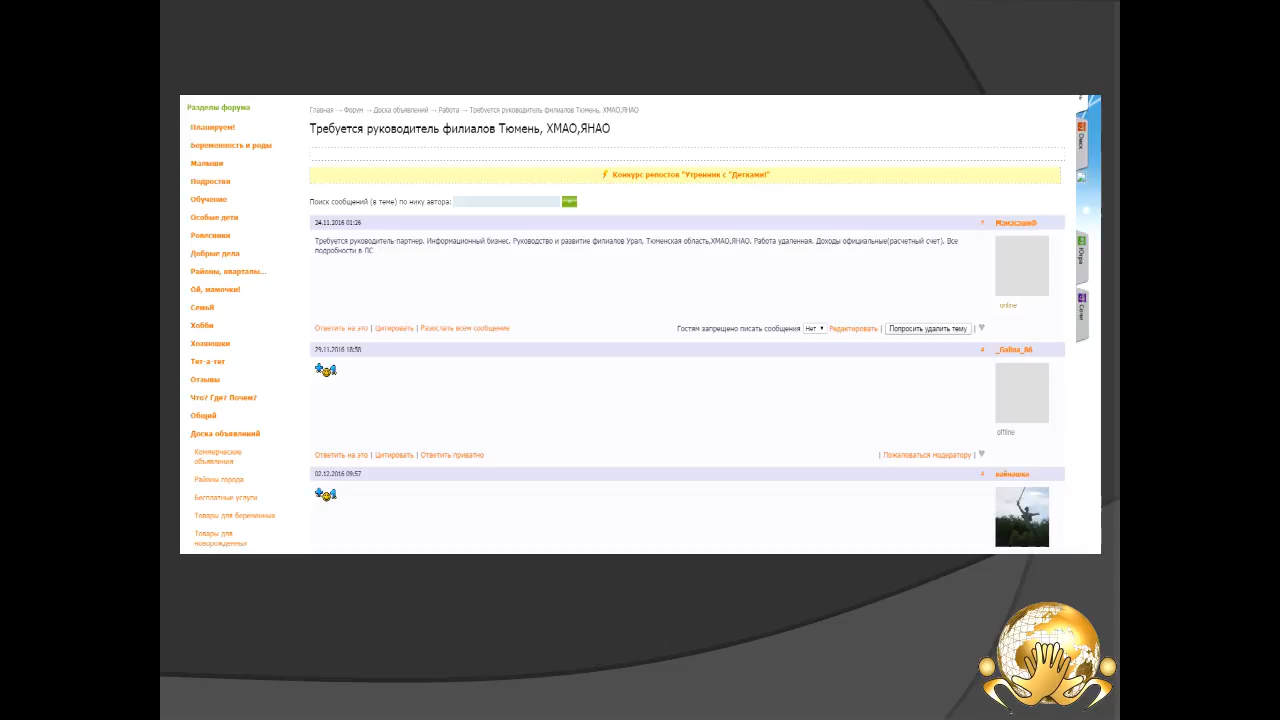 Разделы форума
Планируем!
Беременность и роды
Малыши
Подростки
Обучение
Особые дети
Ровесники
Добрые дела
Районы, кварталы...
Ой, мамочки!
СемьЯ
Хобби
Хозяюшки
Тет-а-тет
Отзывы
Что? Где? Почем?
Общий
Доска объявлений
Коммерческие
объявления
Районы города
Бесплатные услуги
Товары для беременных
Товары для
новорожденных
Главная → Форум → Доска объявлений → Работа → Требуется руководитель филиалов Тюмень, ХМАО,ЯНАО
Требуется руководитель филиалов Тюмень, ХМАО,ЯНАО
Конкурс репостов "Утренник с "Детками!"
Поиск сообщений (в теме) по нику автора:
24.11.2016 01:26 # МамасашиФ
Требуется руководитель-партнер. Информационный бизнес. Руководство и развитие филиалов Урал, Тюменская область,ХМАО,ЯНАО. Работа удаленная. Доходы официальные(расчетный счет). Все
подробности в ЛС
online
Ответить на это | Цитировать | Разослать всем сообщение Гостям запрещено писать сообщения Нет ▼ Редактировать | Попросить удалить тему |
29.11.2016 18:58 # _Galina_86
offline
Ответить на это | Цитировать | Ответить приватно | Пожаловаться модератору |
02.12.2016 09:57 # вайнашка
Омск
Югра
Сочи